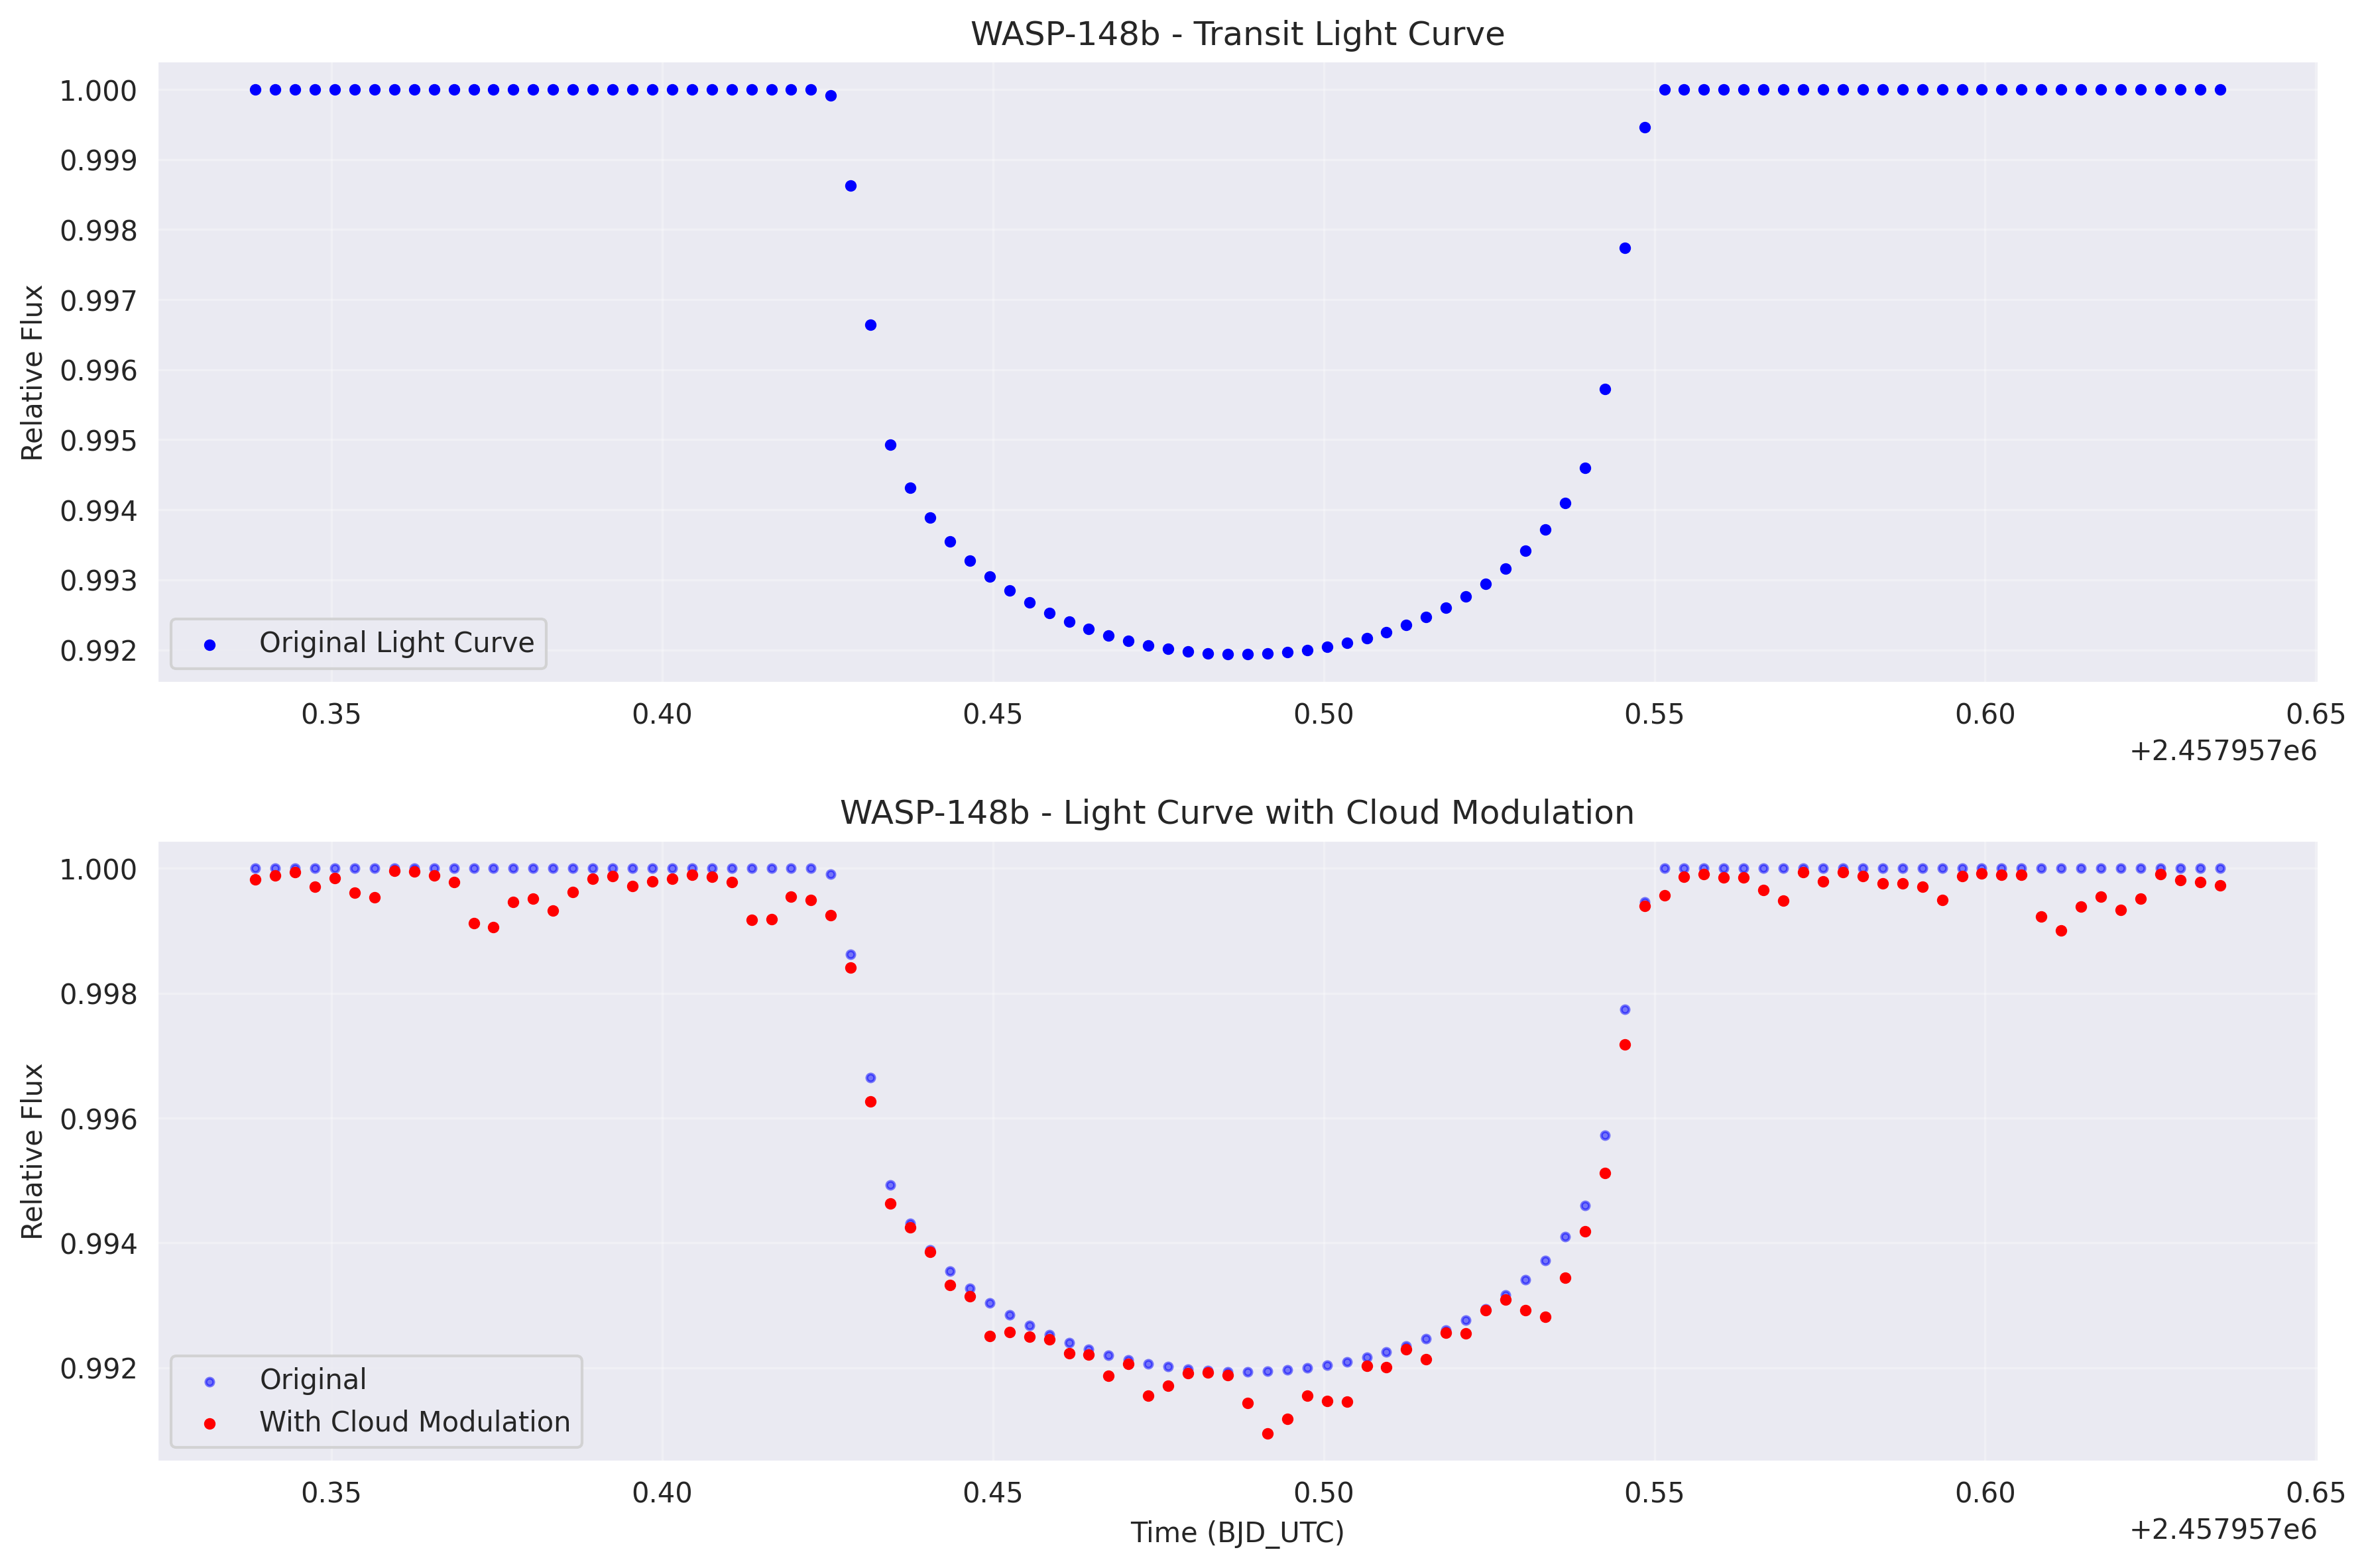 WASP-148b - Transit Light Curve
1.000
0.999
0.998
0.997
0.996
0.995
0.994
0.993
0.992
Relative Flux
Original Light Curve
0.35 0.40 0.45 0.50 0.55 0.60 0.65
+2.457957e6
WASP-148b - Light Curve with Cloud Modulation
1.000
0.998
0.996
0.994
0.992
Relative Flux
Original
With Cloud Modulation
0.35 0.40 0.45 0.50 0.55 0.60 0.65
Time (BJD_UTC)
+2.457957e6